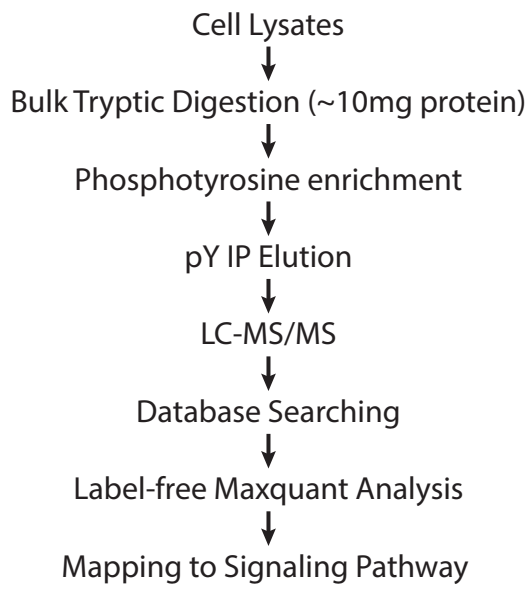 Cell Lysates
Bulk Tryptic Digestion (~10mg protein)
Phosphotyrosine enrichment
pY IP Elution
LC-MS/MS
Database Searching
Label-free Maxquant Analysis
Mapping to Signaling Pathway